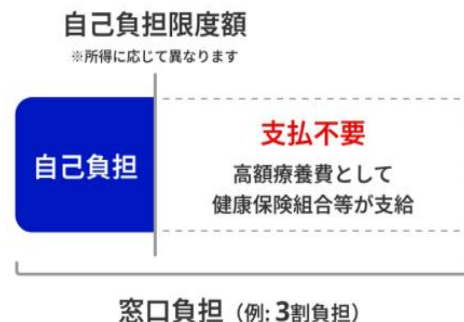 自己負担限度額
※所得に応じて異なります
自己負担
支払不要
高額療養費として
健康保険組合等が支給
窓口負担（例: 3割負担）